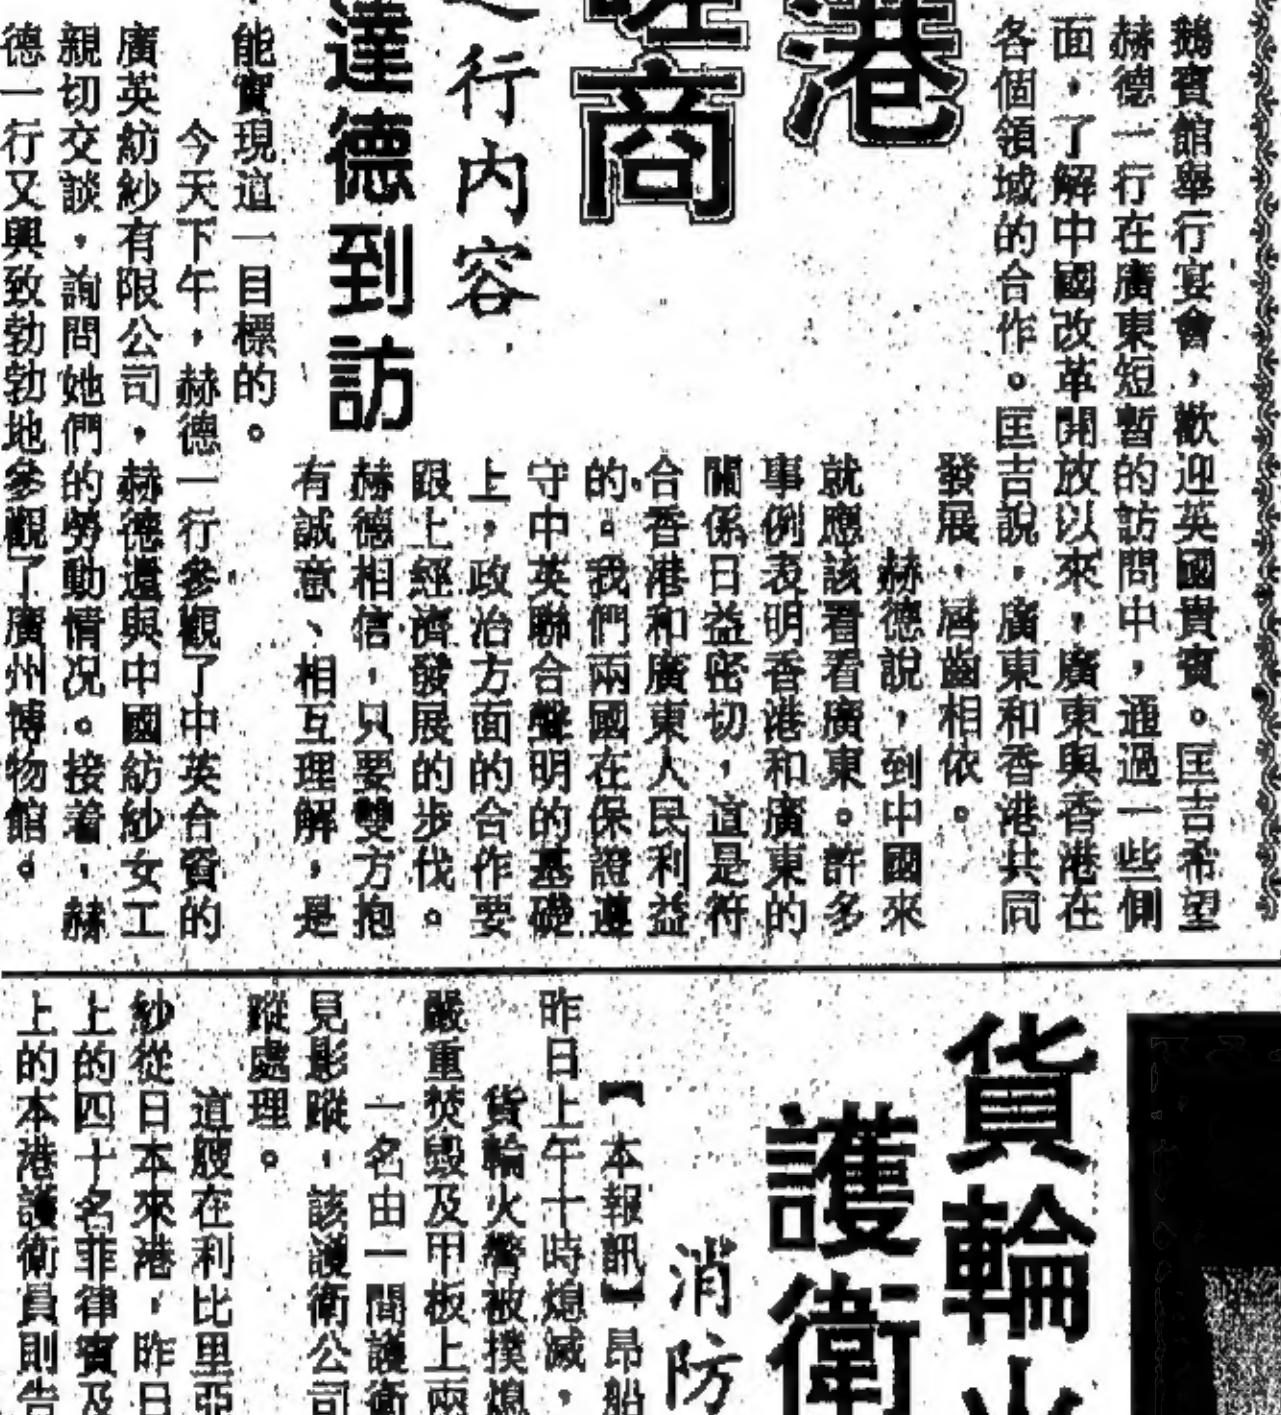 鵝賓館舉行宴會，歡迎英國貴賓。匡吉希望
赫德一行在廣東短暫的訪問中，通過一些側
面，了解中國改革開放以來，廣東與香港在
各個領域的合作。匡吉說，廣東和香港共同
發展，唇齒相依。
赫德說，到中國來
就應該看看廣東。許多
事例表明香港和廣東的
關係日益密切，這是符
合香港和廣東人民利益
的。我們兩國在保證遵
守中英聯合聲明的基礎
上，政治方面的合作要
跟上經濟發展的步伐。
赫德相信，只要雙方抱
有誠意、相互理解，是
港
商
行内容
達德到訪
能實現這一目標的。
今天下午，赫德一行參觀了中英合資的
廣英紡紗有限公司，赫德還與中國紡紗女工
親切交談，詢問她們的勞動情況。接着，赫
德一行又興致勃勃地參觀了廣州博物館。
貨輪火
護衛
消防
【本報訊】昂船
昨日上午十時熄滅，
貨輪火警被撲熄
嚴重焚毀及甲板上兩
一名由一間護衛
見影蹤，該護衛公司
蹤處理。
這艘在利比里亞
紗從日本來港，昨日
上的四十名菲律賓及
上的本港護衛員則告